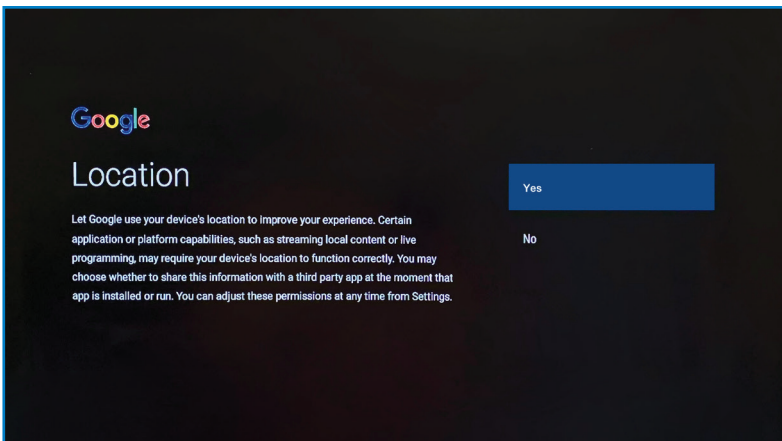 Google
Location
Let Google use your device's location to improve your experience. Certain
application or platform capabilities, such as streaming local content or live
programming, may require your device's location to function correctly. You may
choose whether to share this information with a third party app at the moment that
app is installed or run. You can adjust these permissions at any time from Settings.
Yes
No